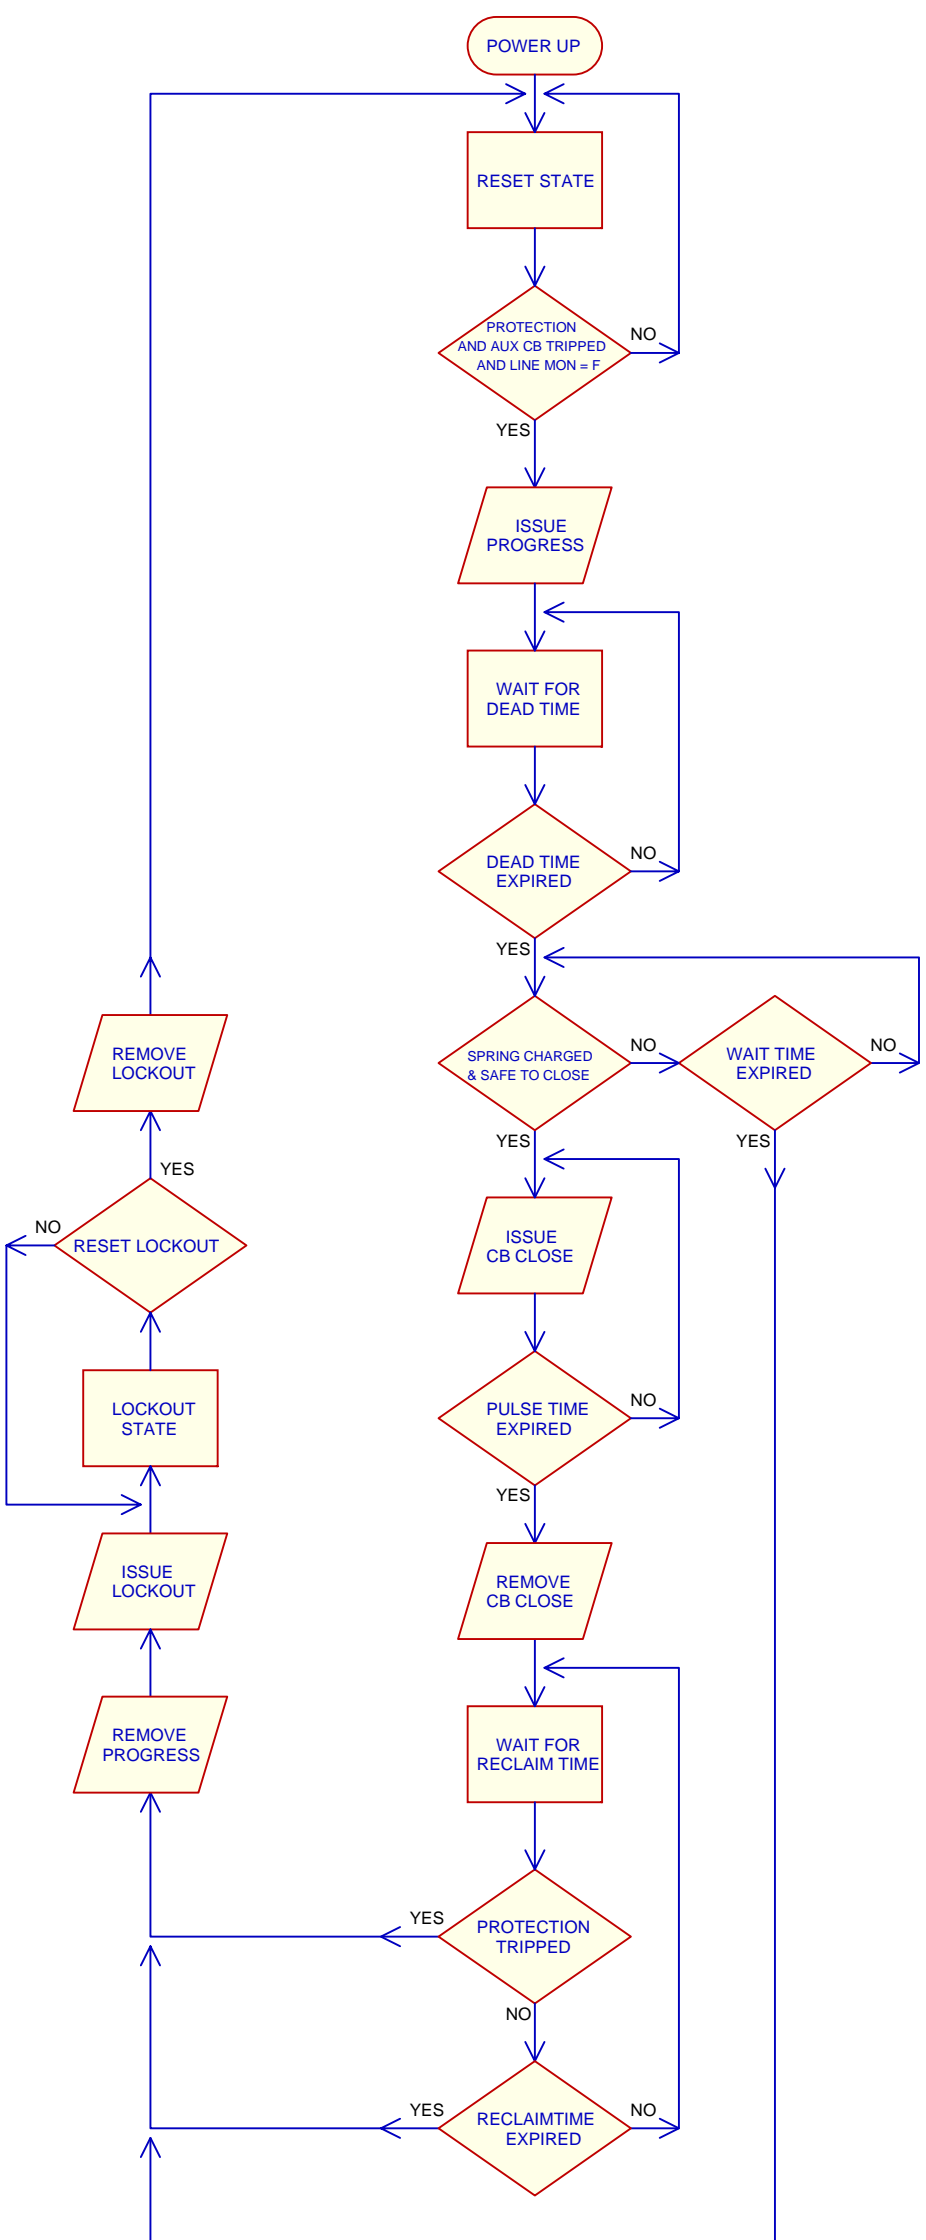 POWER UP
RESET STATE
PROTECTION
AND AUX CB TRIPPED
AND LINE MON = F
NO
YES
ISSUE
PROGRESS
WAIT FOR
DEAD TIME
DEAD TIME
EXPIRED
NO
YES
SPRING CHARGED
& SAFE TO CLOSE
NO
WAIT TIME
EXPIRED
NO
YES
YES
ISSUE
CB CLOSE
PULSE TIME
EXPIRED
NO
YES
REMOVE
CB CLOSE
WAIT FOR
RECLAIM TIME
PROTECTION
TRIPPED
YES
NO
RECLAIMTIME
EXPIRED
YES
NO
REMOVE
LOCKOUT
YES
NO
RESET LOCKOUT
LOCKOUT
STATE
ISSUE
LOCKOUT
REMOVE
PROGRESS